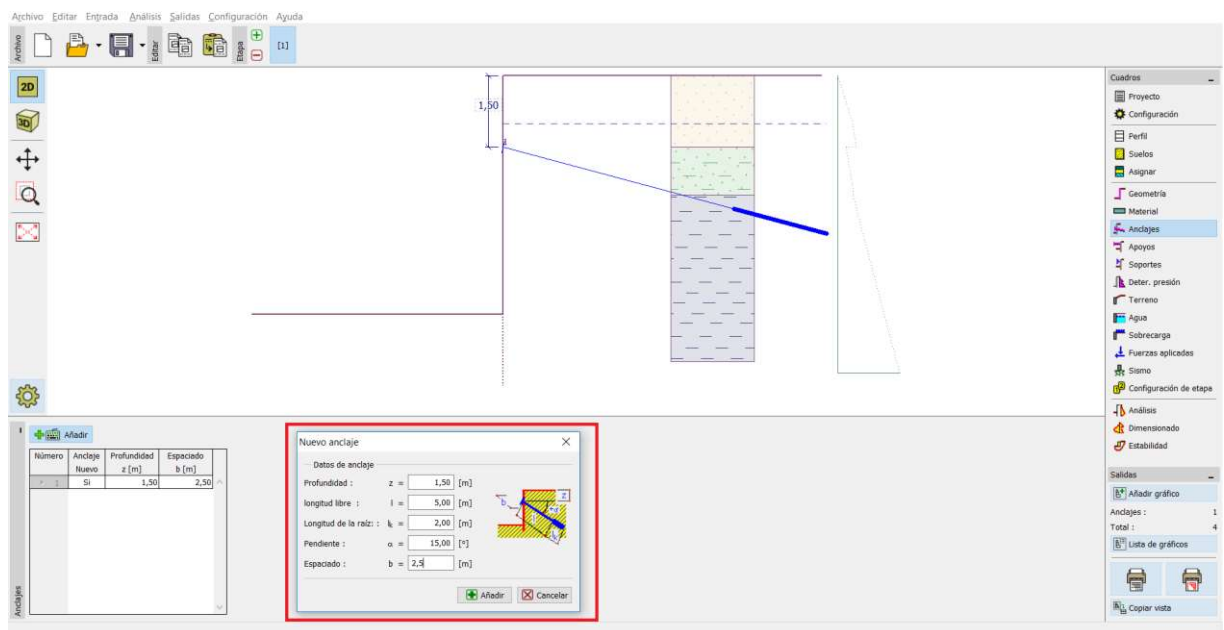 Archivo Editar Entrada Análisis Salidas Configuración Ayuda
Archivo
Editar
Etapa
[1]
2D
3D
1,50
Cuadros
Proyecto
Configuración
Perfil
Suelos
Asignar
Geometría
Material
Anclajes
Apoyos
Soportes
Deter. presión
Terreno
Agua
Sobrecarga
Fuerzas aplicadas
Sismo
Configuración de etapa
Análisis
Dimensionado
Estabilidad
Añadir
Número Anclaje Profundidad Espaciado
Nuevo z [m] b [m]
1 Si 1,50 2,50
Anclajes
Nuevo anclaje
Datos de anclaje
Profundidad : z = 1,50 [m]
longitud libre : l = 5,00 [m]
Longitud de la raíz: : lk = 2,00 [m]
Pendiente : α = 15,00 [°]
Espaciado : b = 2,5 [m]
b z
Añadir Cancelar
Salidas
Añadir gráfico
Anclajes : 1
Total : 4
Lista de gráficos
Copiar vista